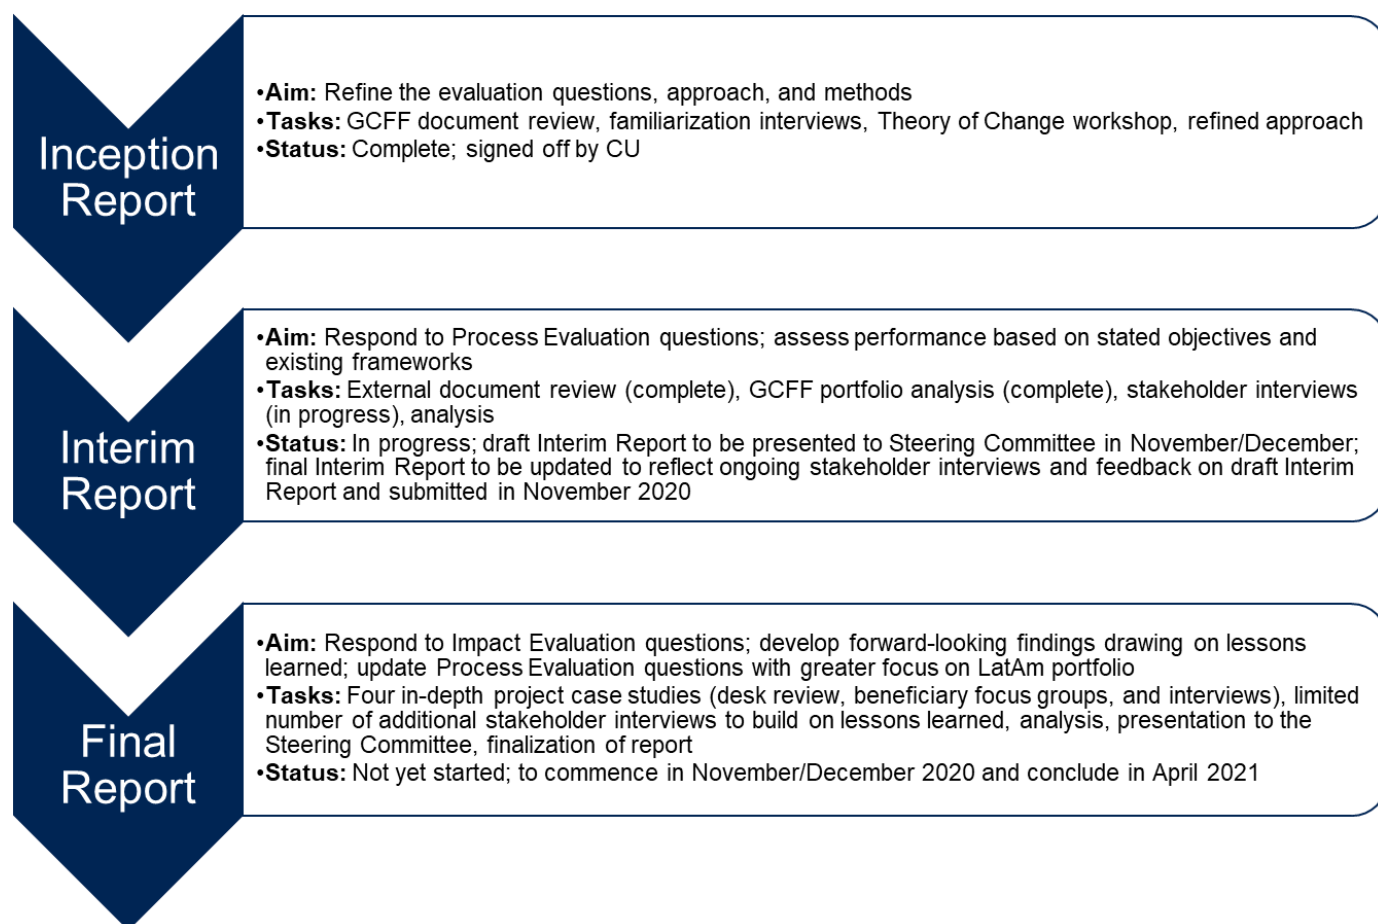 Inception
Report
•Aim: Refine the evaluation questions, approach, and methods
•Tasks: GCFF document review, familiarization interviews, Theory of Change workshop, refined approach
•Status: Complete; signed off by CU
Interim
Report
•Aim: Respond to Process Evaluation questions; assess performance based on stated objectives and
existing frameworks
•Tasks: External document review (complete), GCFF portfolio analysis (complete), stakeholder interviews
(in progress), analysis
•Status: In progress; draft Interim Report to be presented to Steering Committee in November/December;
final Interim Report to be updated to reflect ongoing stakeholder interviews and feedback on draft Interim
Report and submitted in November 2020
Final
Report
•Aim: Respond to Impact Evaluation questions; develop forward-looking findings drawing on lessons
learned; update Process Evaluation questions with greater focus on LatAm portfolio
•Tasks: Four in-depth project case studies (desk review, beneficiary focus groups, and interviews), limited
number of additional stakeholder interviews to build on lessons learned, analysis, presentation to the
Steering Committee, finalization of report
•Status: Not yet started; to commence in November/December 2020 and conclude in April 2021